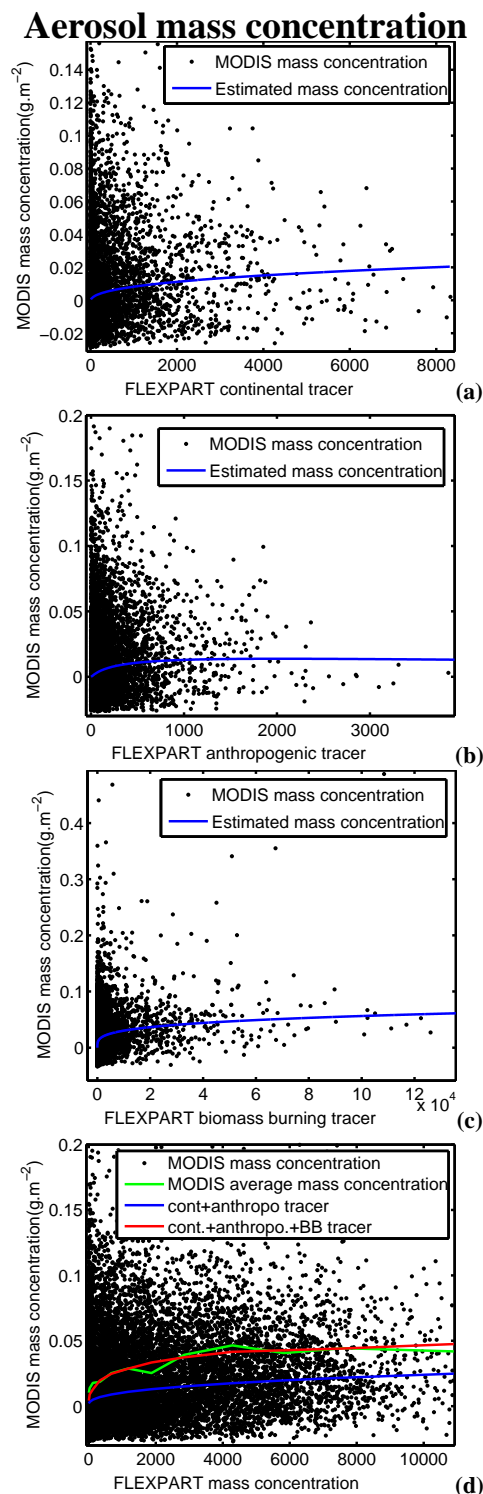 Aerosol mass concentration
MODIS mass concentration
Estimated mass concentration
0.14
0.12
0.1
0.08
0.06
0.04
0.02
0
−0.02
MODIS mass concentration(g.m−2)
0 2000 4000 6000 8000
FLEXPART continental tracer
(a)
MODIS mass concentration
Estimated mass concentration
0.2
0.15
0.1
0.05
0
MODIS mass concentration(g.m−2)
0 1000 2000 3000
FLEXPART anthropogenic tracer
(b)
MODIS mass concentration
Estimated mass concentration
0.4
0.3
0.2
0.1
0
MODIS mass concentration(g.m−2)
0 2 4 6 8 10 12
x 10^4
FLEXPART biomass burning tracer
(c)
MODIS mass concentration
MODIS average mass concentration
cont+anthropo tracer
cont.+anthropo.+BB tracer
0.2
0.15
0.1
0.05
0
MODIS mass concentration(g.m−2)
0 2000 4000 6000 8000 10000
FLEXPART mass concentration
(d)